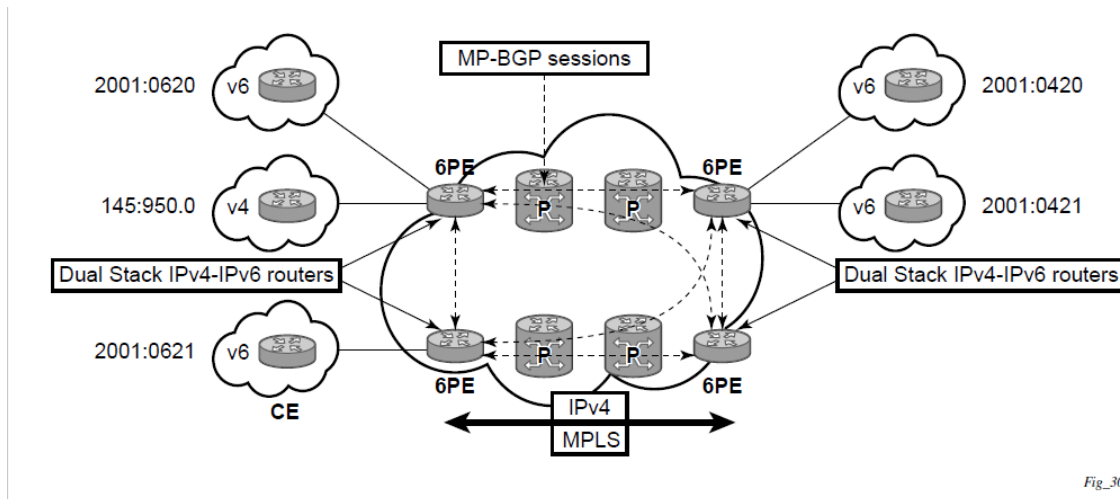 MP-BGP sessions
2001:0620
v6
v6
2001:0420
6PE
6PE
145:950.0
v4
P
P
v6
2001:0421
Dual Stack IPv4-IPv6 routers
Dual Stack IPv4-IPv6 routers
2001:0621
v6
P
P
CE
6PE
6PE
IPv4
MPLS